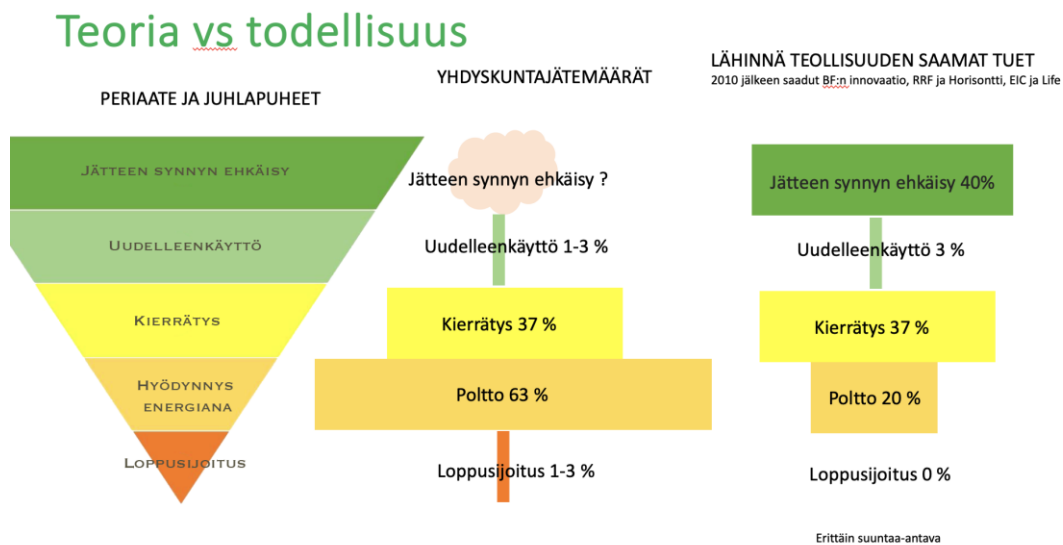 Teoria vs todellisuus
PERIAATE JA JUHLAPUHEET
JÄTTEEN SYNNYN EHKÄISY
UUDELLEENKÄYTTÖ
KIERRÄTYS
HYÖDYNNYS
ENERGIANA
LOPPUSIJOITUS
YHDYSKUNTAJÄTEMÄÄRÄT
Jätteen synnyn ehkäisy ?
Uudelleenkäyttö 1-3 %
Kierrätys 37 %
Poltto 63 %
Loppusijoitus 1-3 %
LÄHINNÄ TEOLLISUUDEN SAAMAT TUET
2010 jälkeen saadut BF:n innovaatio, RRF ja Horisontti, EIC ja Life
Jätteen synnyn ehkäisy 40%
Uudelleenkäyttö 3 %
Kierrätys 37 %
Poltto 20 %
Loppusijoitus 0 %
Erittäin suuntaa-antava